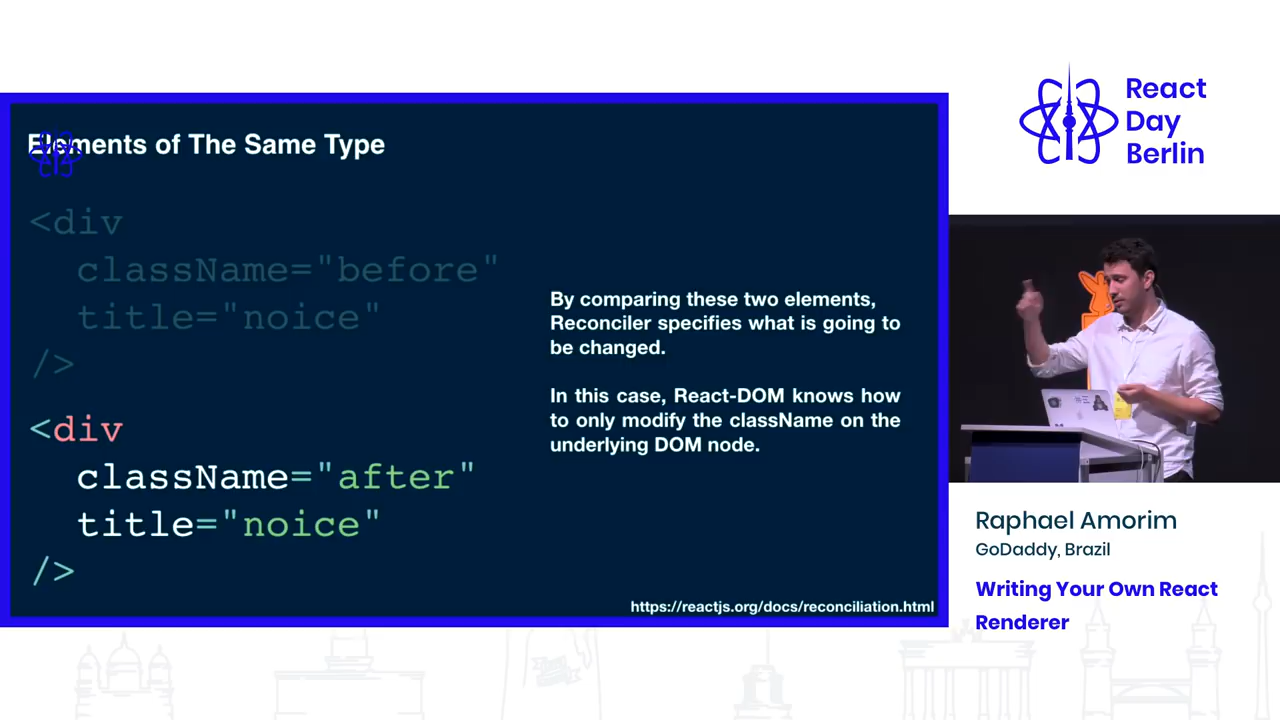 Elements of The Same Type
<div
className="before"
title="noice"
/>
<div
className="after"
title="noice"
/>
By comparing these two elements,
Reconciler specifies what is going to
be changed.
In this case, React-DOM knows how
to only modify the className on the
underlying DOM node.
https://reactjs.org/docs/reconciliation.html
React
Day
Berlin
Raphael Amorim
GoDaddy, Brazil
Writing Your Own React
Renderer